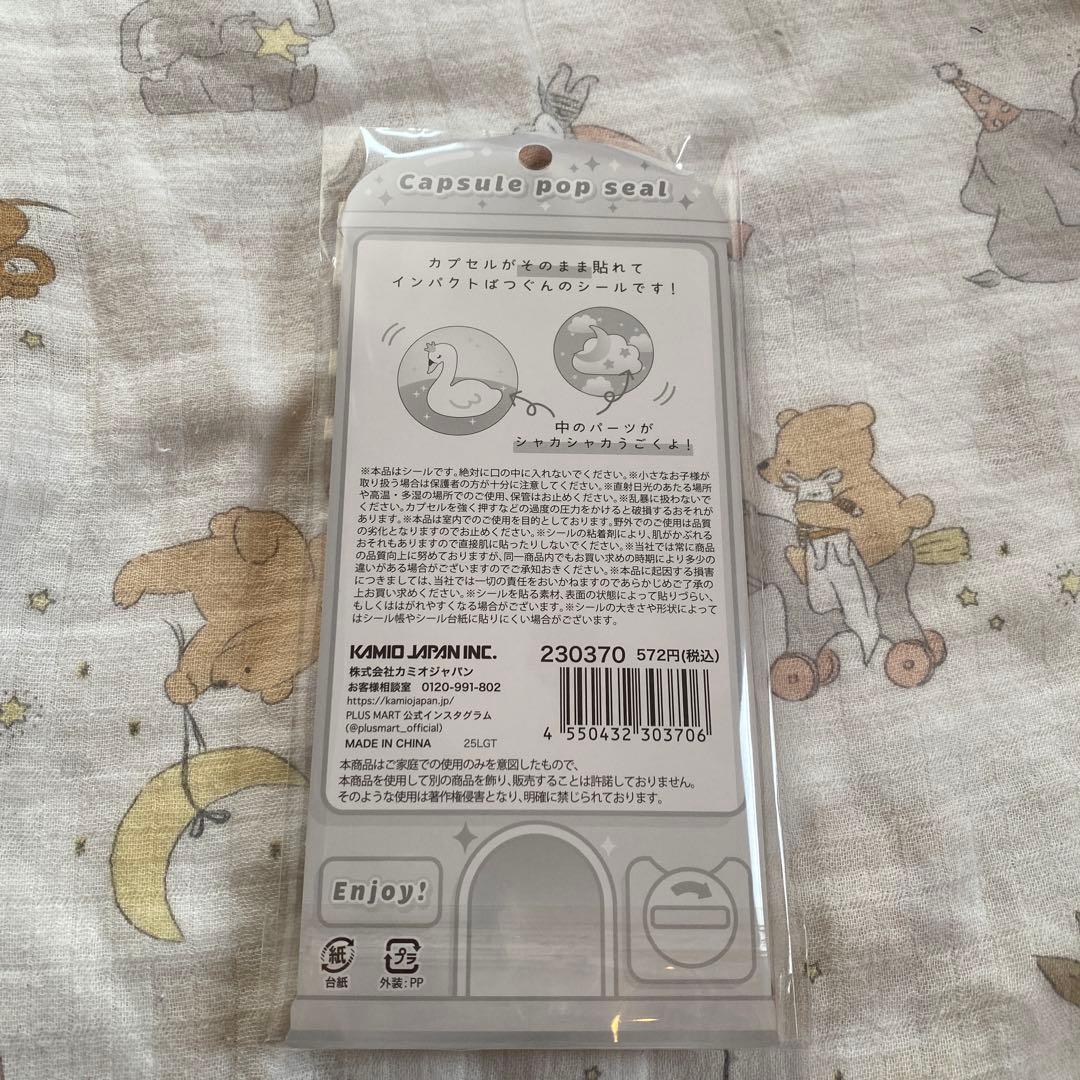 Capsule pop seal
カプセルがそのまま貼れて
インパクトばつぐんのシールです!
中のパーツが
シャカシャカうごくよ!
※本品はシールです。絶対に口の中に入れないでください。※小さなお子様が
取り扱う場合は保護者の方が十分に注意してください。※直射日光のあたる場所
や高温・多湿の場所でのご使用、保管はお止めください。※乱暴に扱わないで
ください。カプセルを強く押すなどの過度の圧力をかけると破損するおそれが
あります。※本品は室内でのご使用を目的としております。野外でのご使用は品質
の劣化となりますのでお止めください。※シールの粘着剤により、肌がかぶれる
おそれもありますので直接肌に貼ったりしないでください。※当社では常に商品
の品質向上に努めておりますが、同一商品内でもお買い求めの時期により多少の
違いがある場合がございますのでご承知おきください。※本品に起因する損害
につきましては、当社では一切の責任をおいかねますのであらかじめご了承の
上お買い求めください。※シールを貼る素材、表面の状態によって貼りづらい、
もしくははがれやすくなる場合がございます。※シールの大きさや形状によって
はシール帳やシール台紙に貼りにくい場合がございます。
KAMIO JAPAN INC.
株式会社カミオジャパン
お客様相談室 0120-991-802
https://kamiojapan.jp/
PLUS MART 公式インスタグラム
(@plusmart_official)
MADE IN CHINA 25LGT
230370 572円(税込)
4 550432 303706
本商品はご家庭での使用のみを意図したもので、
本商品を使用して別の商品を飾り、販売することは許諾しておりません。
そのような使用は著作権侵害となり、明確に禁じられております。
Enjoy!
紙
台紙
プラ
外装:PP